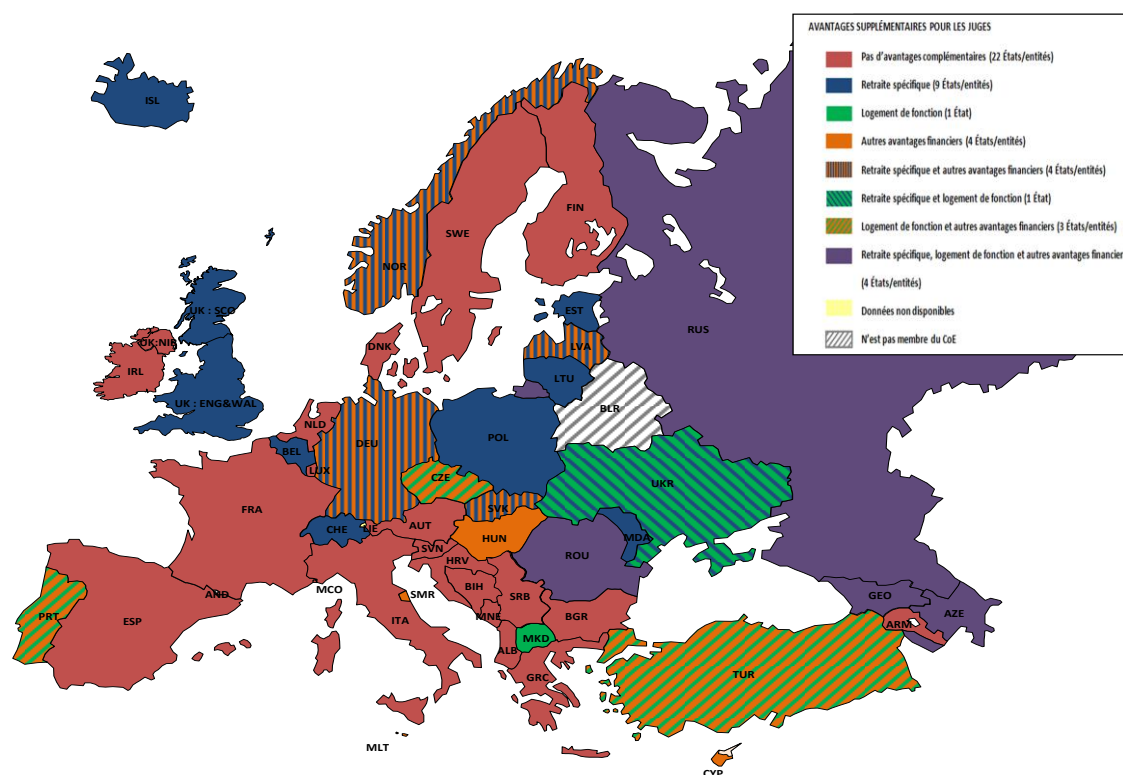 AVANTAGES SUPPLÉMENTAIRES POUR LES JUGES
Pas d'avantages complémentaires (22 États/entités)
Retraite spécifique (9 États/entités)
Logement de fonction (1 État)
Autres avantages financiers (4 États/entités)
Retraite spécifique et autres avantages financiers (4 États/entités)
Retraite spécifique et logement de fonction (1 État)
Logement de fonction et autres avantages financiers (3 États/entités)
Retraite spécifique, logement de fonction et autres avantages financier
(4 États/entités)
Données non disponibles
N'est pas membre du CoE
ISL
FIN
SWE
NOR
RUS
UK : SCO
EST
UK:NIR
DNK
LVA
IRL
LTU
UK : ENG&WAL
BLR
NLD
POL
DEU
BEL
LUX
CZE
UKR
FRA
SVK
CHE
LIE
AUT
HUN
MDA
SVN
ROU
HRV
MCO
SMR
BIH
SRB
AND
GEO
AZE
PRT
ESP
ITA
MNE
BGR
ARM
MKD
ALB
GRC
TUR
MLT
CYP